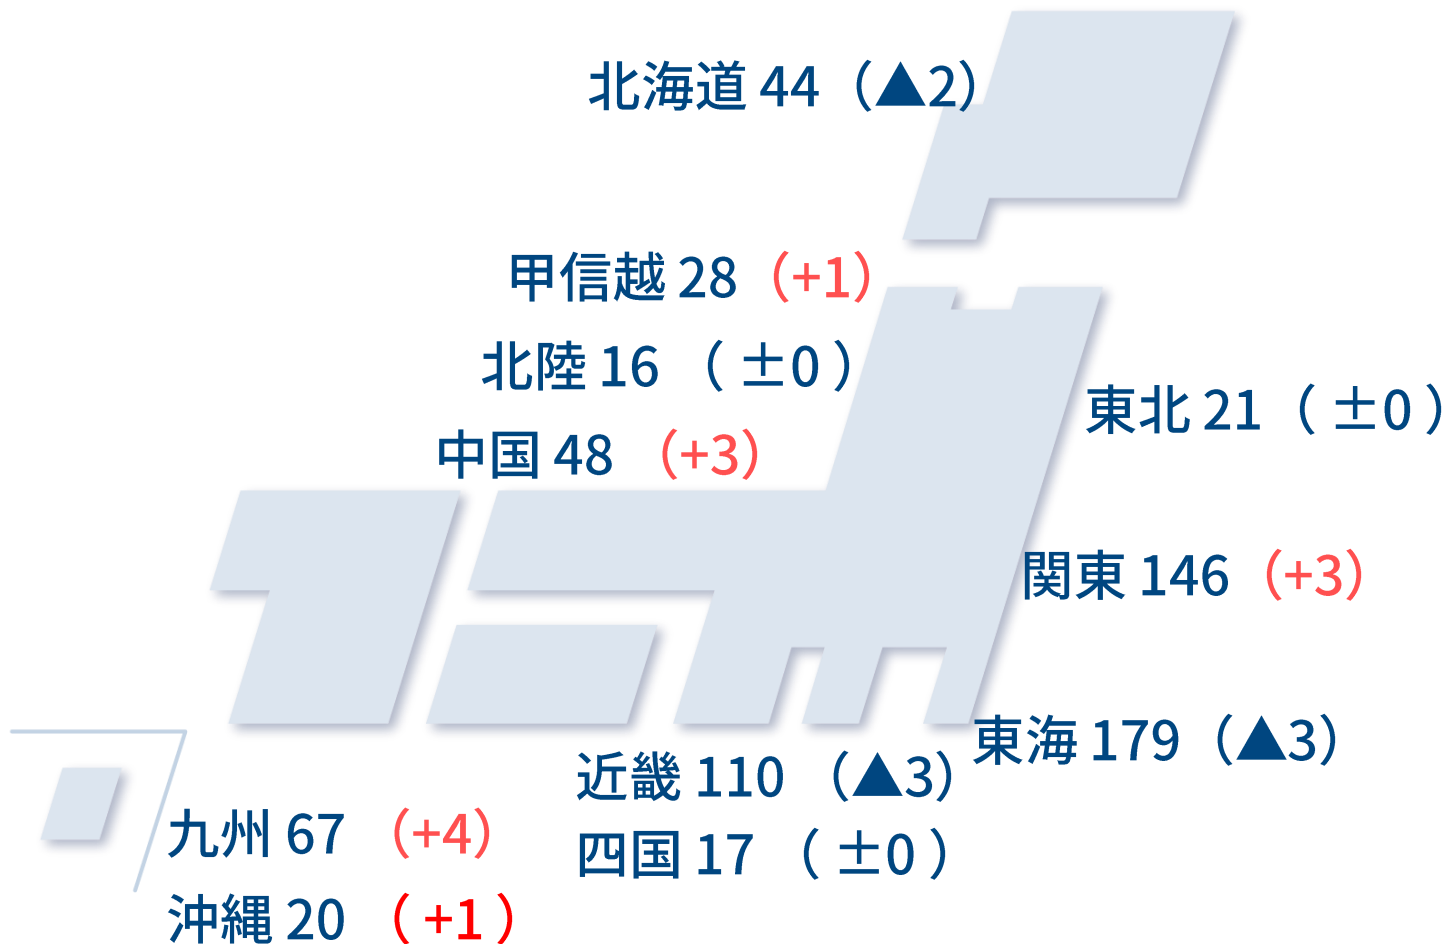 北海道 44（▲2）
甲信越 28（+1）
北陸 16 （ ±0 ）
東北 21（ ±0 ）
中国 48 （+3）
関東 146（+3）
東海 179（▲3）
近畿 110 （▲3）
四国 17 （ ±0 ）
九州 67 （+4）
沖縄 20 （ +1 ）